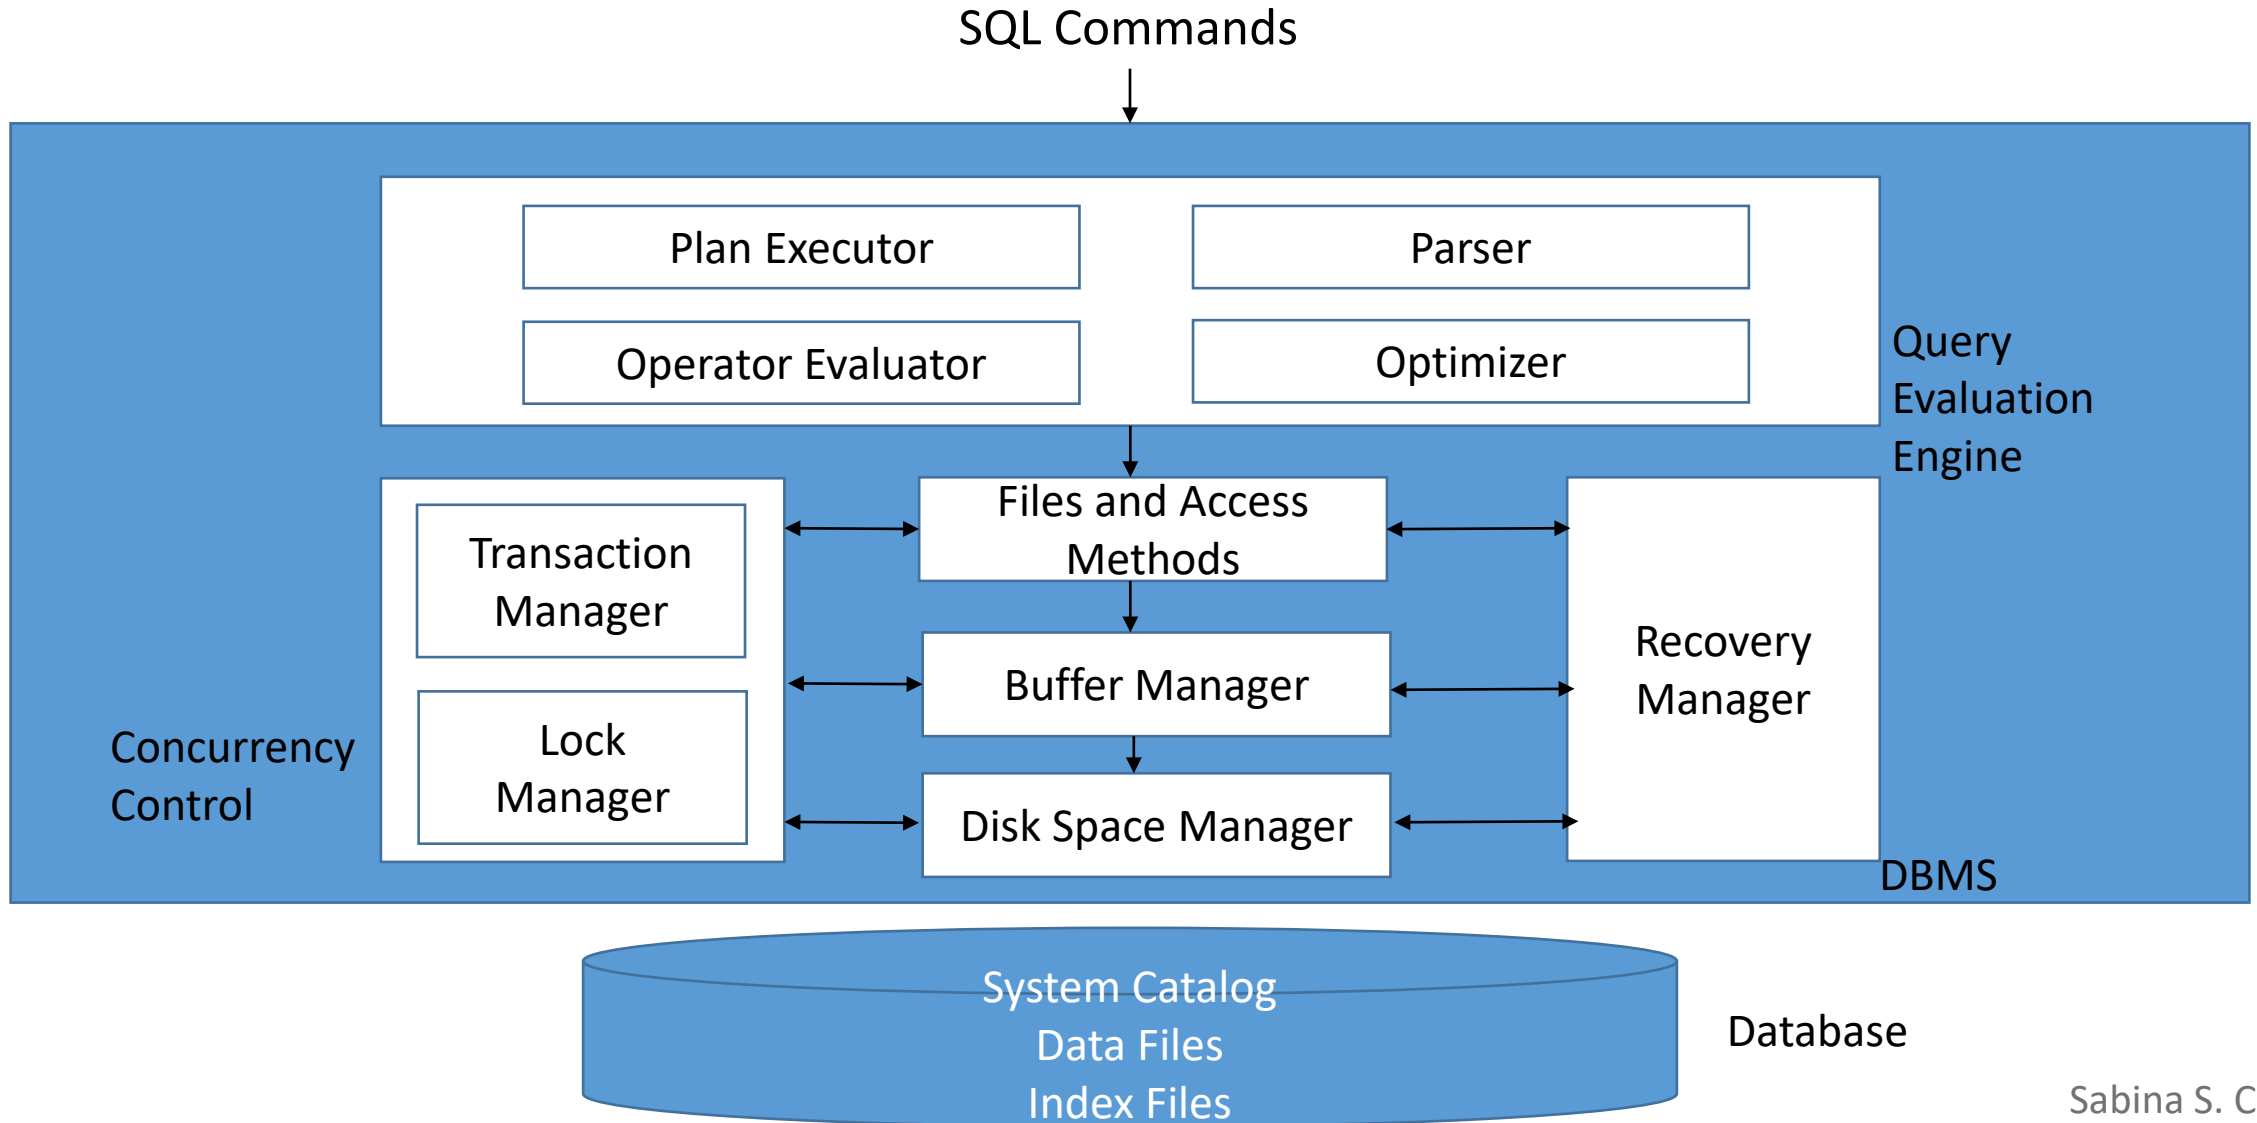 SQL Commands
Plan Executor
Parser
Operator Evaluator
Optimizer
Query
Evaluation
Engine
Files and Access
Methods
Transaction
Manager
Recovery
Manager
Buffer Manager
Lock
Manager
Concurrency
Control
Disk Space Manager
DBMS
System Catalog
Data Files
Index Files
Database
Sabina S. C